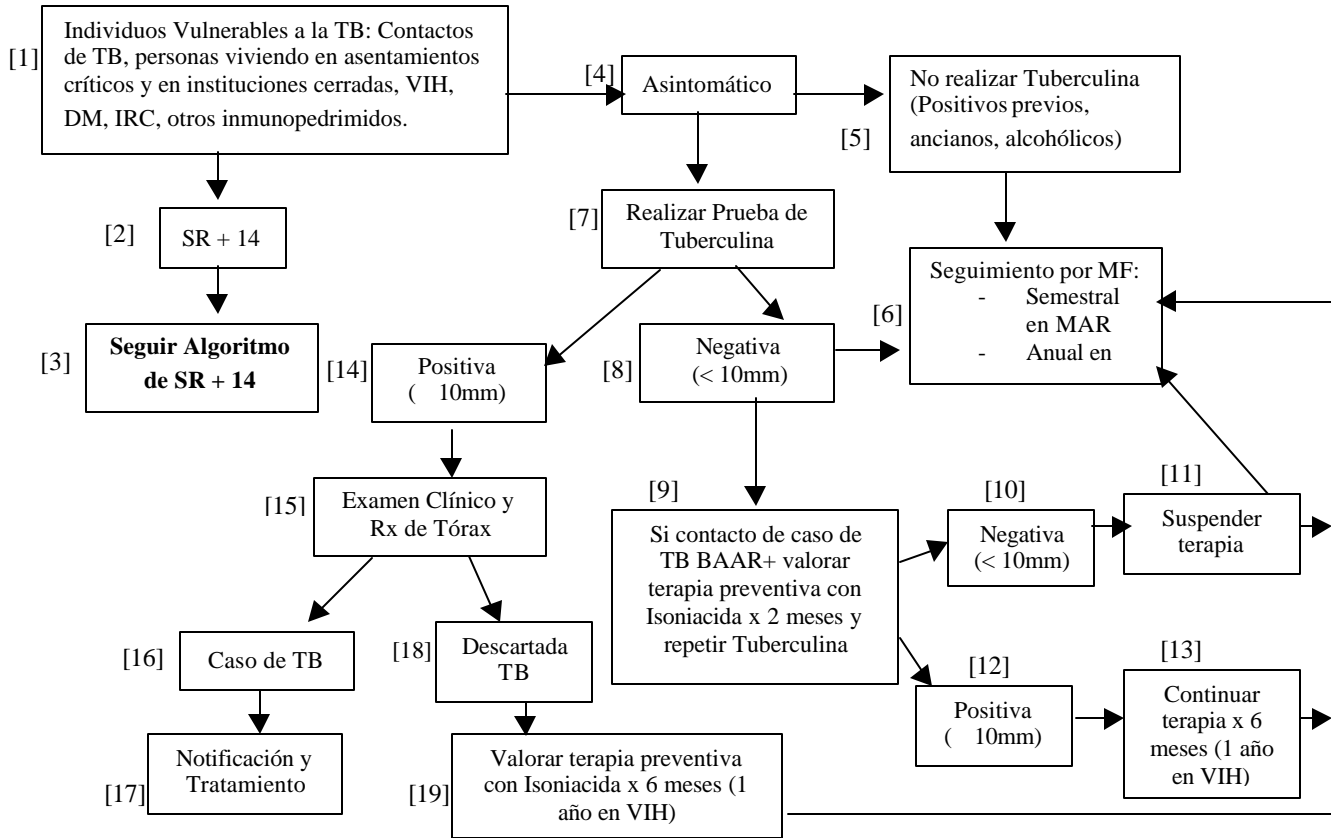 [1]
Individuos Vulnerables a la TB: Contactos
de TB, personas viviendo en asentamientos
críticos y en instituciones cerradas, VIH,
DM, IRC, otros inmunopedrimidos.
[2]
SR + 14
[3]
Seguir Algoritmo
de SR + 14
[4]
Asintomático
[5]
No realizar Tuberculina
(Positivos previos,
ancianos, alcohólicos)
[6]
Seguimiento por MF:
- Semestral
en MAR
- Anual en
[7]
Realizar Prueba de
Tuberculina
[8]
Negativa
(< 10mm)
[9]
Si contacto de caso de
TB BAAR+ valorar
terapia preventiva con
Isoniacida x 2 meses y
repetir Tuberculina
[10]
Negativa
(< 10mm)
[11]
Suspender
terapia
[12]
Positiva
( 10mm)
[13]
Continuar
terapia x 6
meses (1 año
en VIH)
[14]
Positiva
( 10mm)
[15]
Examen Clínico y
Rx de Tórax
[16]
Caso de TB
[17]
Notificación y
Tratamiento
[18]
Descartada
TB
[19]
Valorar terapia preventiva
con Isoniacida x 6 meses (1
año en VIH)